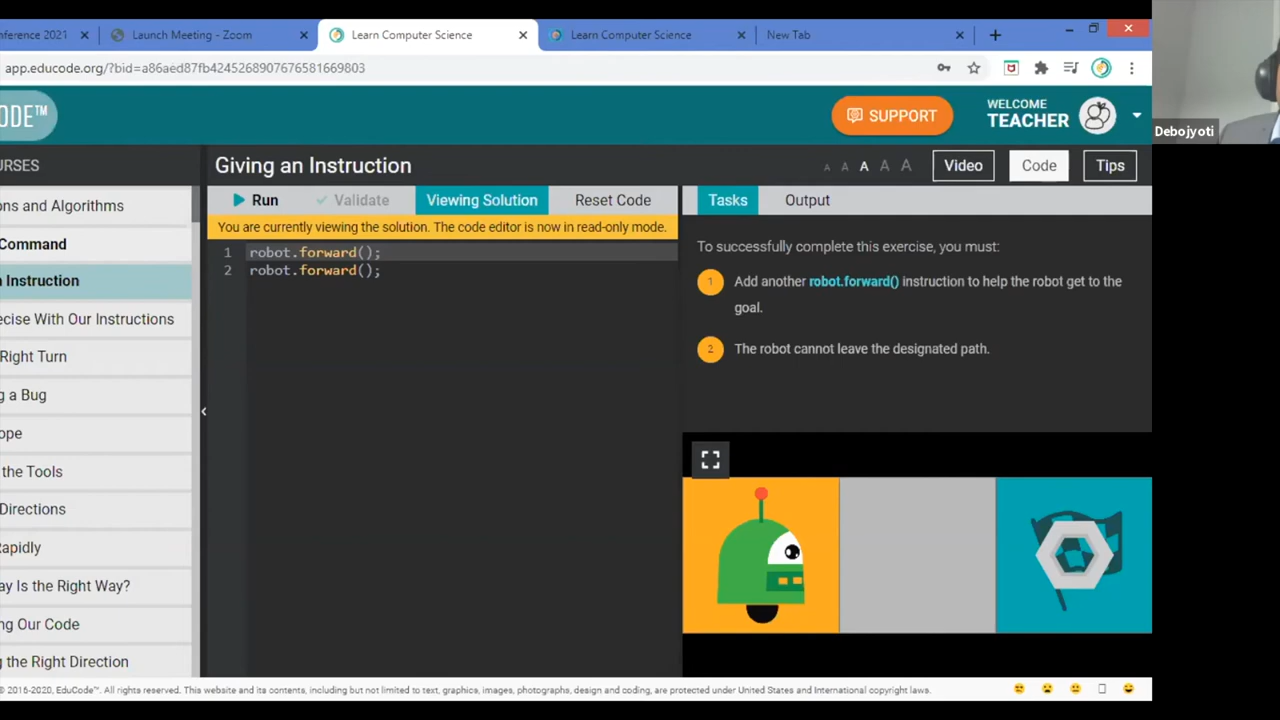 onference 2021
Launch Meeting - Zoom
Learn Computer Science
Learn Computer Science
New Tab
app.educode.org/?bid=a86aed87fb4245268907676581669803
ODE™
SUPPORT
WELCOME
TEACHER
Debojyoti
URSES
Giving an Instruction
A A A A A
Video
Code
Tips
ons and Algorithms
Command
n Instruction
ecise With Our Instructions
Right Turn
g a Bug
ope
the Tools
Directions
Rapidly
ay Is the Right Way?
ng Our Code
g the Right Direction
Run
Validate
Viewing Solution
Reset Code
You are currently viewing the solution. The code editor is now in read-only mode.
1 robot.forward();
2 robot.forward();
Tasks
Output
To successfully complete this exercise, you must:
1 Add another robot.forward() instruction to help the robot get to the
goal.
2 The robot cannot leave the designated path.
© 2016-2020, EduCode™. All rights reserved. This website and its contents, including but not limited to text, graphics, images, photographs, design and coding, are protected under United States and International copyright laws.